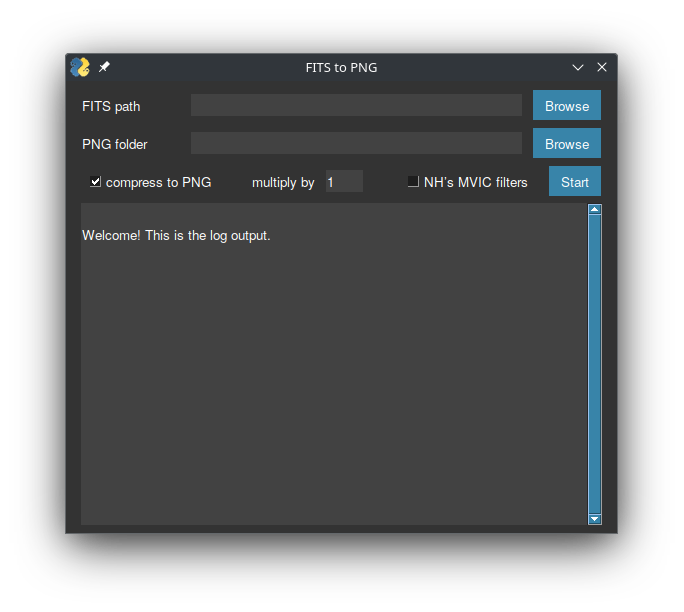 FITS to PNG
FITS path Browse
PNG folder Browse
compress to PNG multiply by 1 NH's MVIC filters Start
Welcome! This is the log output.